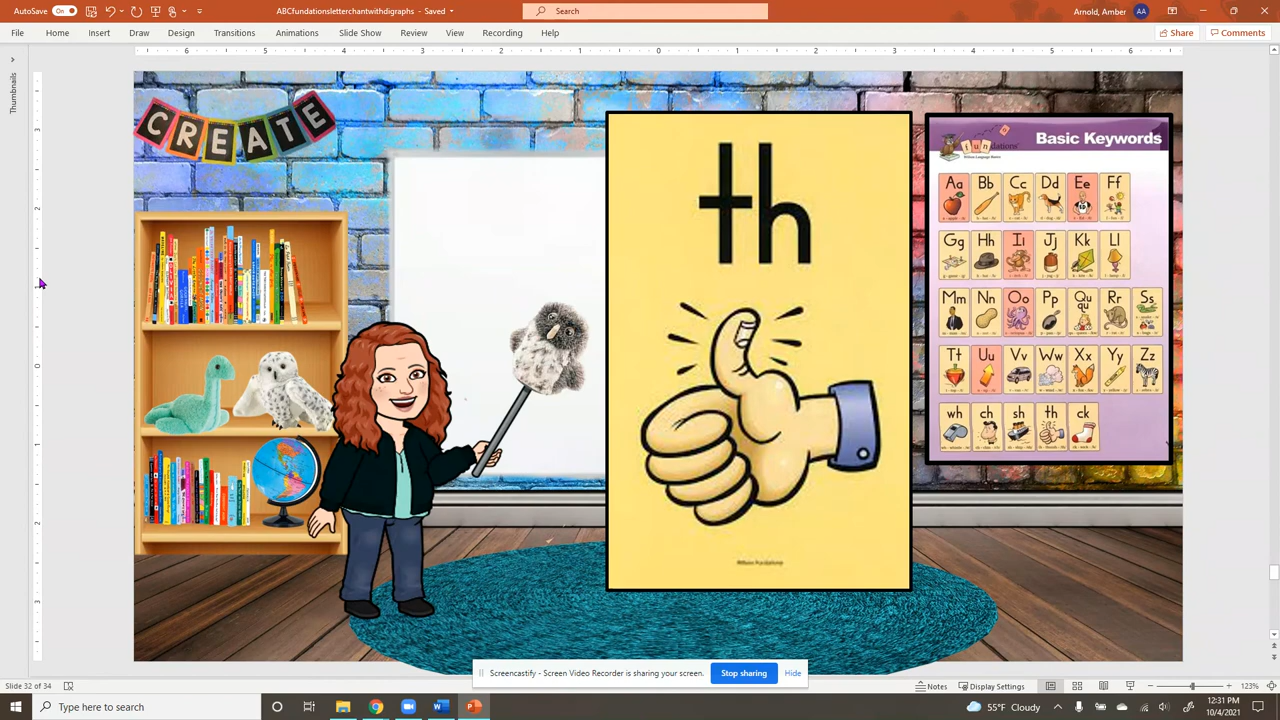 AutoSave On
ABCfundationsletterchantwithdigraphs - Saved
Search
Arnold, Amber AA
File Home Insert Draw Design Transitions Animations Slide Show Review View Recording Help
Share Comments
Thumbnails
CREATE
th
Basic Keywords
fundations
Aa Bb Cc Dd Ee Ff
Gg Hh Ii Jj Kk Ll
Mm Nn Oo Pp Qu qu Rr Ss
Tt Uu Vv Ww Xx Yy Zz
wh ch sh th ck
Screencastify - Screen Video Recorder is sharing your screen. Stop sharing Hide
Slide 32 of 34
Notes Display Settings 123%
Type here to search
55°F Cloudy
12:31 PM
10/4/2021